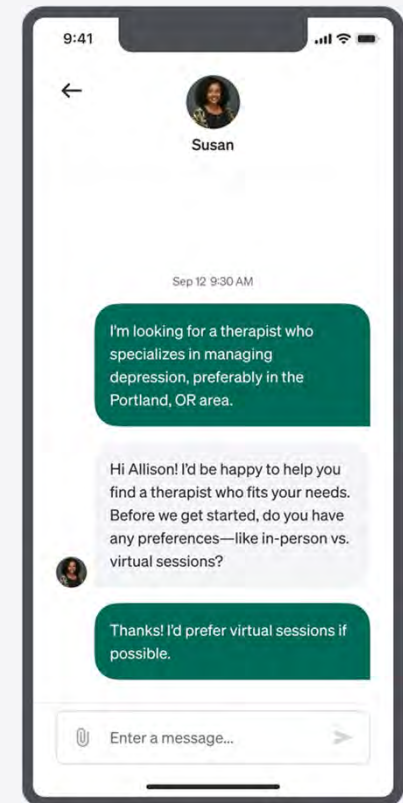 9:41
Susan
Sep 12 9:30 AM
I'm looking for a therapist who
specializes in managing
depression, preferably in the
Portland, OR area.
Hi Allison! I'd be happy to help you
find a therapist who fits your needs.
Before we get started, do you have
any preferences—like in-person vs.
virtual sessions?
Thanks! I'd prefer virtual sessions if
possible.
Enter a message...